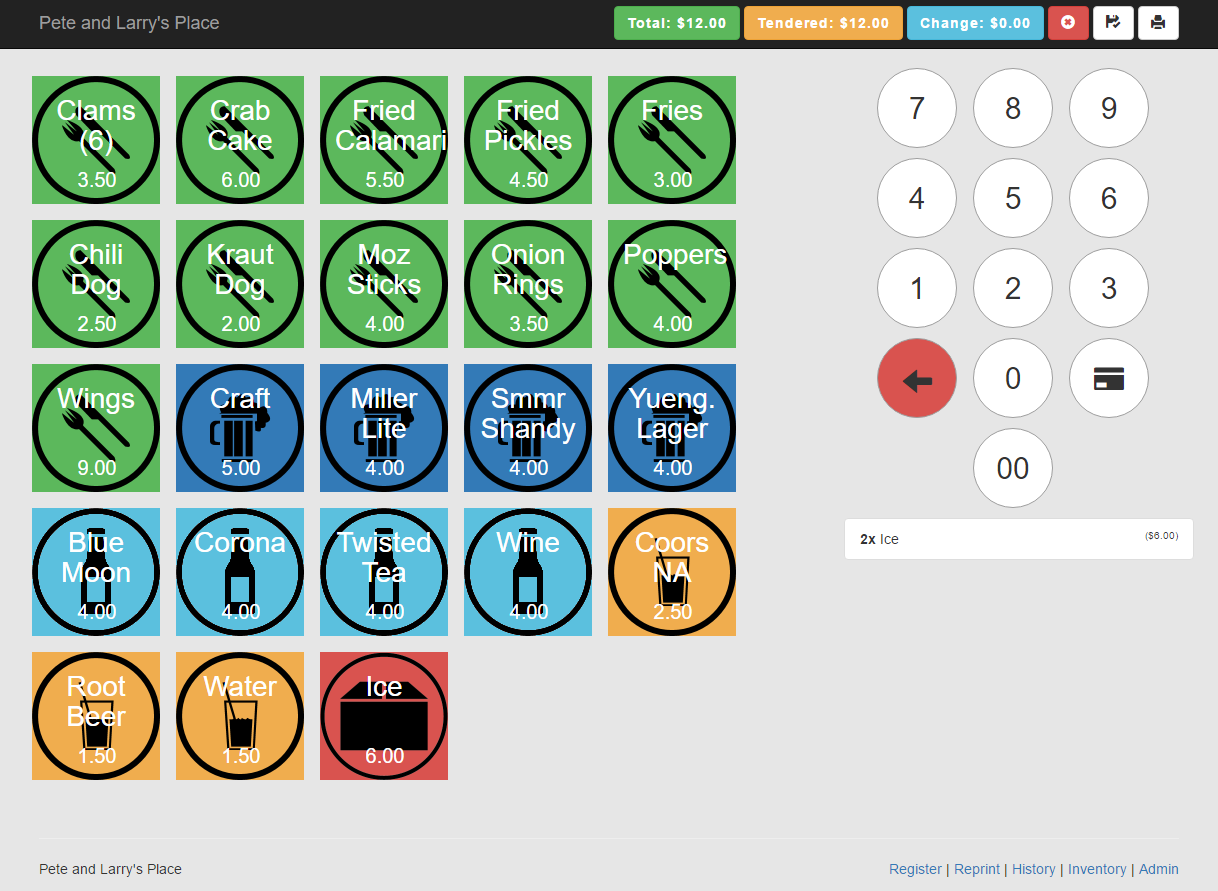 Pete and Larry's Place
Total: $12.00
Tendered: $12.00
Change: $0.00
Clams
(6)
3.50
Crab
Cake
6.00
Fried
Calamari
5.50
Fried
Pickles
4.50
Fries
3.00
7
8
9
4
5
6
Chili
Dog
2.50
Kraut
Dog
2.00
Moz
Sticks
4.00
Onion
Rings
3.50
Poppers
4.00
1
2
3
0
00
Wings
9.00
Craft
5.00
Miller
Lite
4.00
Smmr
Shandy
4.00
Yueng.
Lager
4.00
2x Ice
($6.00)
Blue
Moon
4.00
Corona
4.00
Twisted
Tea
4.00
Wine
4.00
Coors
NA
2.50
Root
Beer
1.50
Water
1.50
Ice
6.00
Pete and Larry's Place
Register | Reprint | History | Inventory | Admin